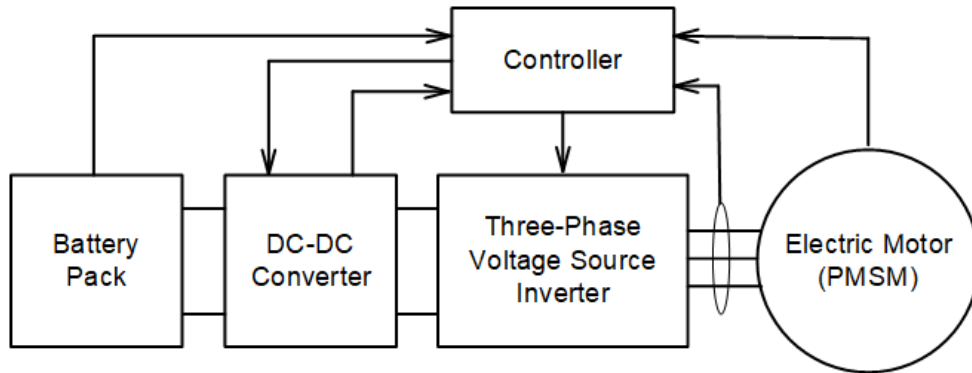 Controller
Battery
Pack
DC-DC
Converter
Three-Phase
Voltage Source
Inverter
Electric Motor
(PMSM)